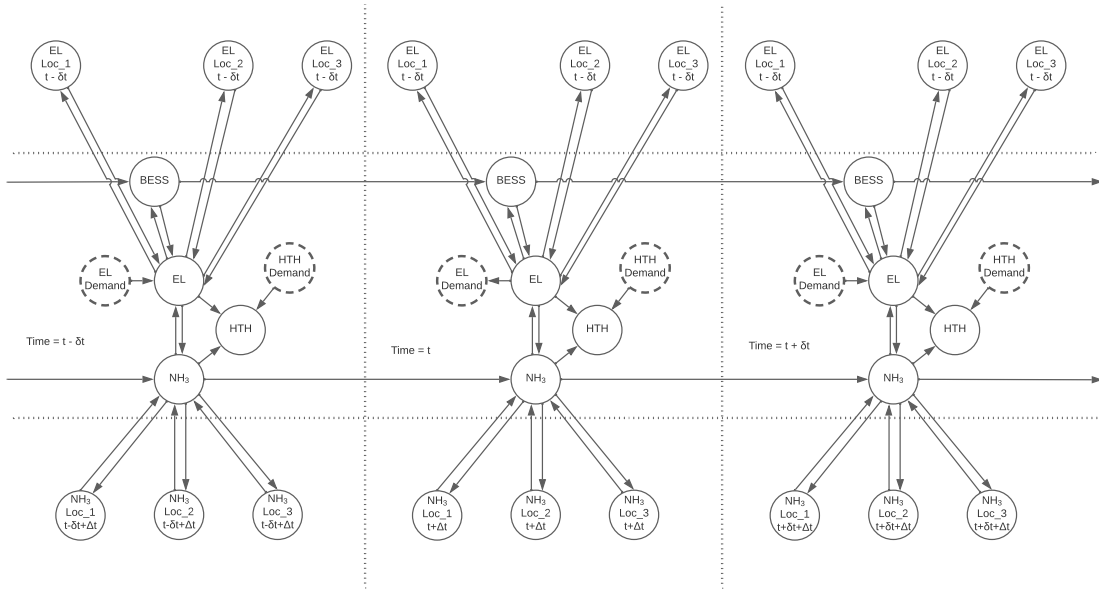 EL
Loc_1
t - δt
EL
Loc_2
t - δt
EL
Loc_3
t - δt
EL
Loc_1
t - δt
EL
Loc_2
t - δt
EL
Loc_3
t - δt
EL
Loc_1
t - δt
EL
Loc_2
t - δt
EL
Loc_3
t - δt
BESS
BESS
BESS
EL
Demand
EL
HTH
Demand
EL
Demand
EL
HTH
Demand
EL
Demand
EL
HTH
Demand
HTH
HTH
HTH
Time = t - δt
Time = t
Time = t + δt
NH₃
NH₃
NH₃
NH₃
Loc_1
t-δt+Δt
NH₃
Loc_2
t-δt+Δt
NH₃
Loc_3
t-δt+Δt
NH₃
Loc_1
t+Δt
NH₃
Loc_2
t+Δt
NH₃
Loc_3
t+Δt
NH₃
Loc_1
t+δt+Δt
NH₃
Loc_2
t+δt+Δt
NH₃
Loc_3
t+δt+Δt